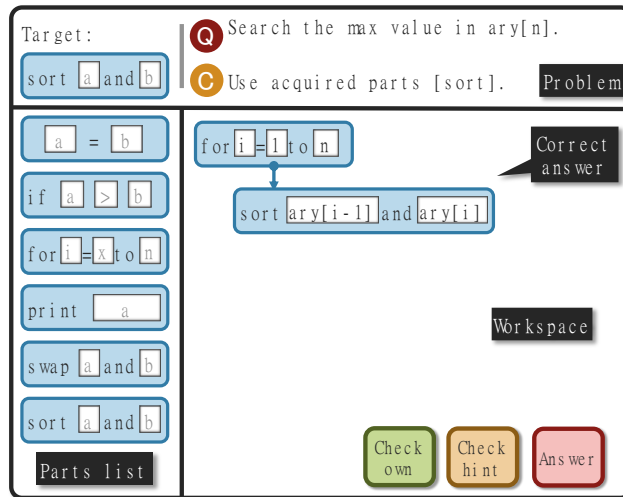 Target:
sort a and b
Q Search the max value in ary[n].
C Use acquired parts [sort].
Problem
a = b
if a > b
for i = x to n
print a
swap a and b
sort a and b
Parts list
for i = 1 to n
sort ary[i-1] and ary[i]
Correct
answer
Workspace
Check
own
Check
hint
Answer